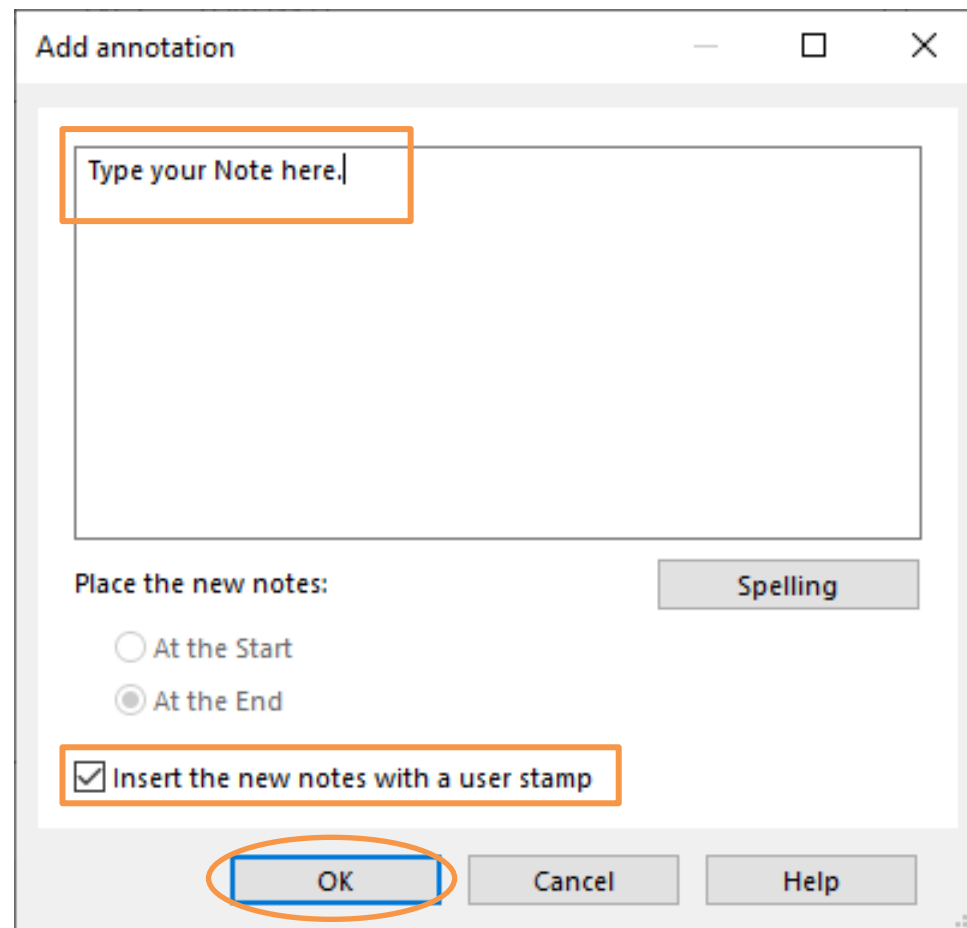 Add annotation
Type your Note here.
Place the new notes:
Spelling
At the Start
At the End
Insert the new notes with a user stamp
OK
Cancel
Help